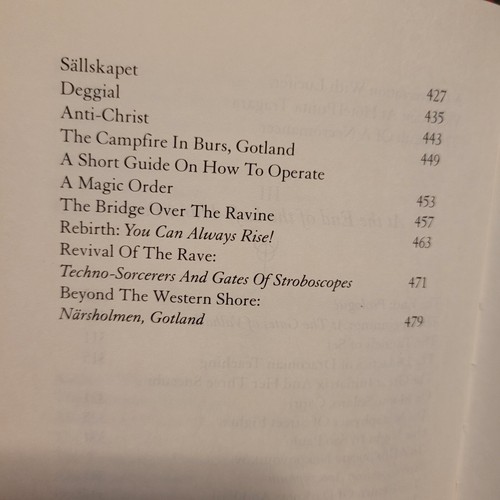 Sällskapet 427
Deggial 435
Anti-Christ 443
The Campfire In Burs, Gotland 449
A Short Guide On How To Operate
A Magic Order 453
The Bridge Over The Ravine 457
Rebirth: You Can Always Rise! 463
Revival Of The Rave:
Techno-Sorcerers And Gates Of Stroboscopes 471
Beyond The Western Shore:
Närsholmen, Gotland 479